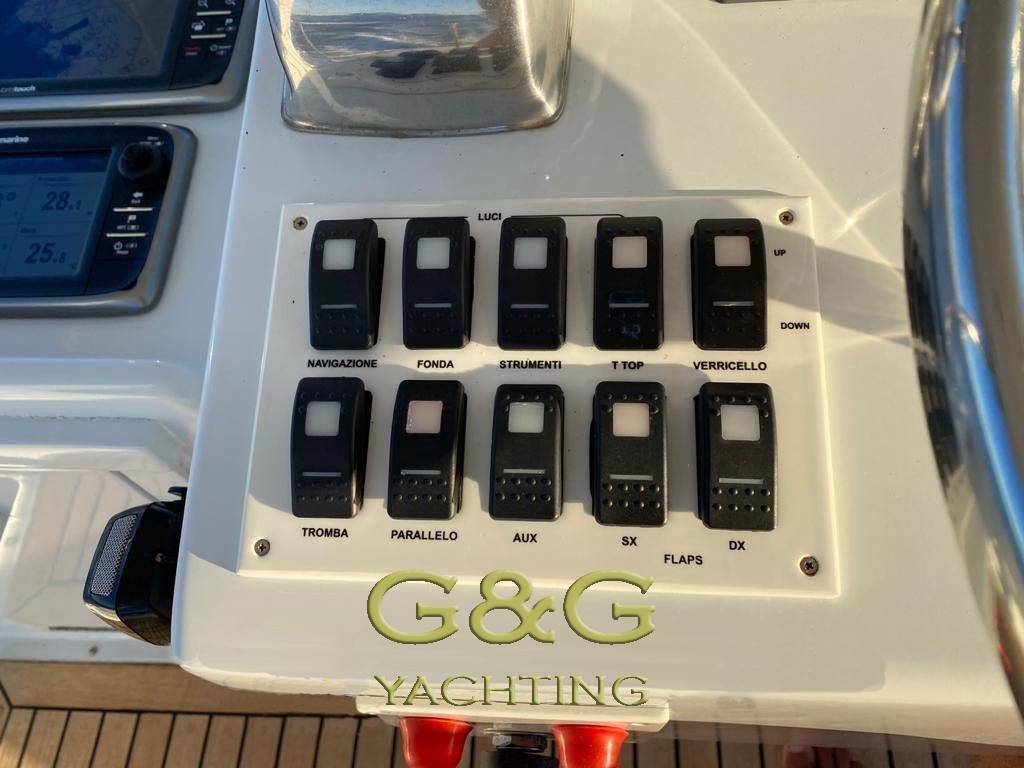 marine
28.1
25.8
LUCI
UP
DOWN
NAVIGAZIONE FONDA STRUMENTI T TOP VERRICELLO
TROMBA PARALLELO AUX SX DX
FLAPS
G&G
YACHTING